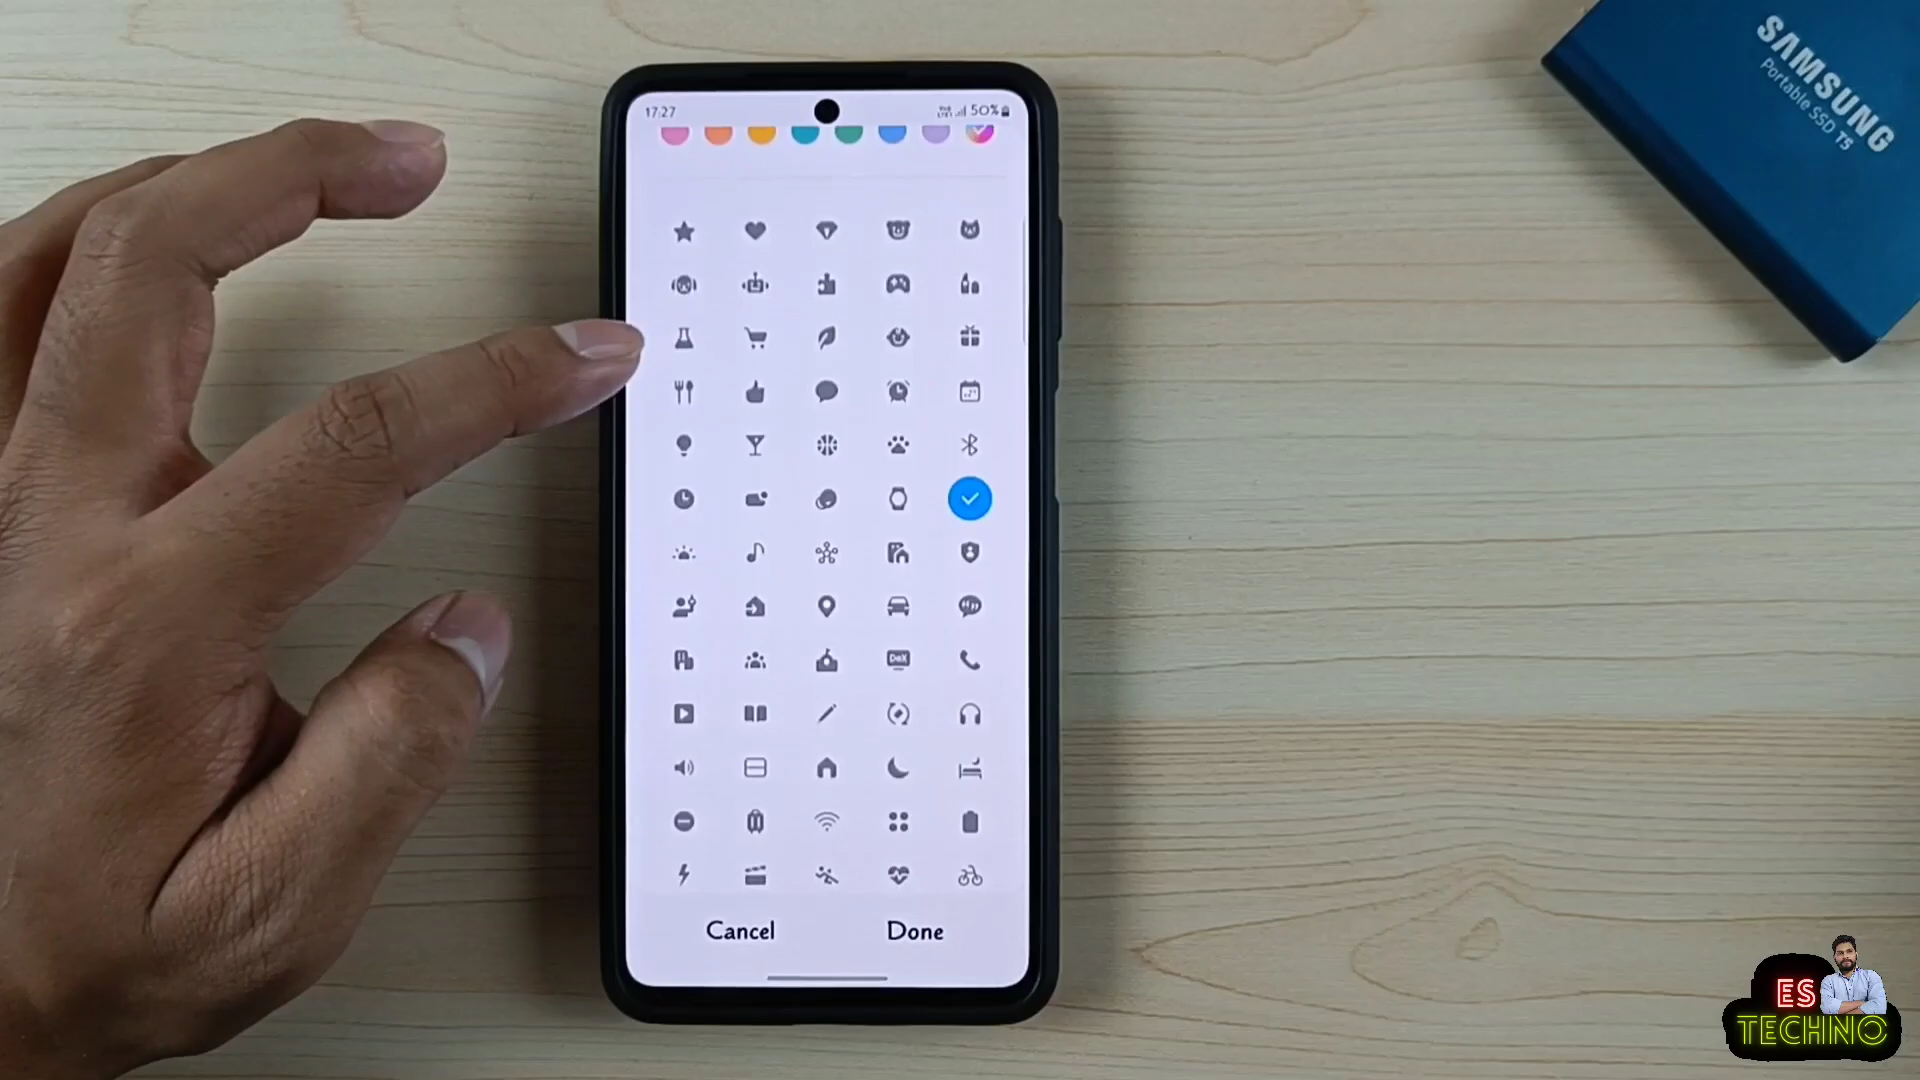 SAMSUNG
Portable SSD T5
17:27
50%
DeX
Cancel
Done
ES
TECHNO